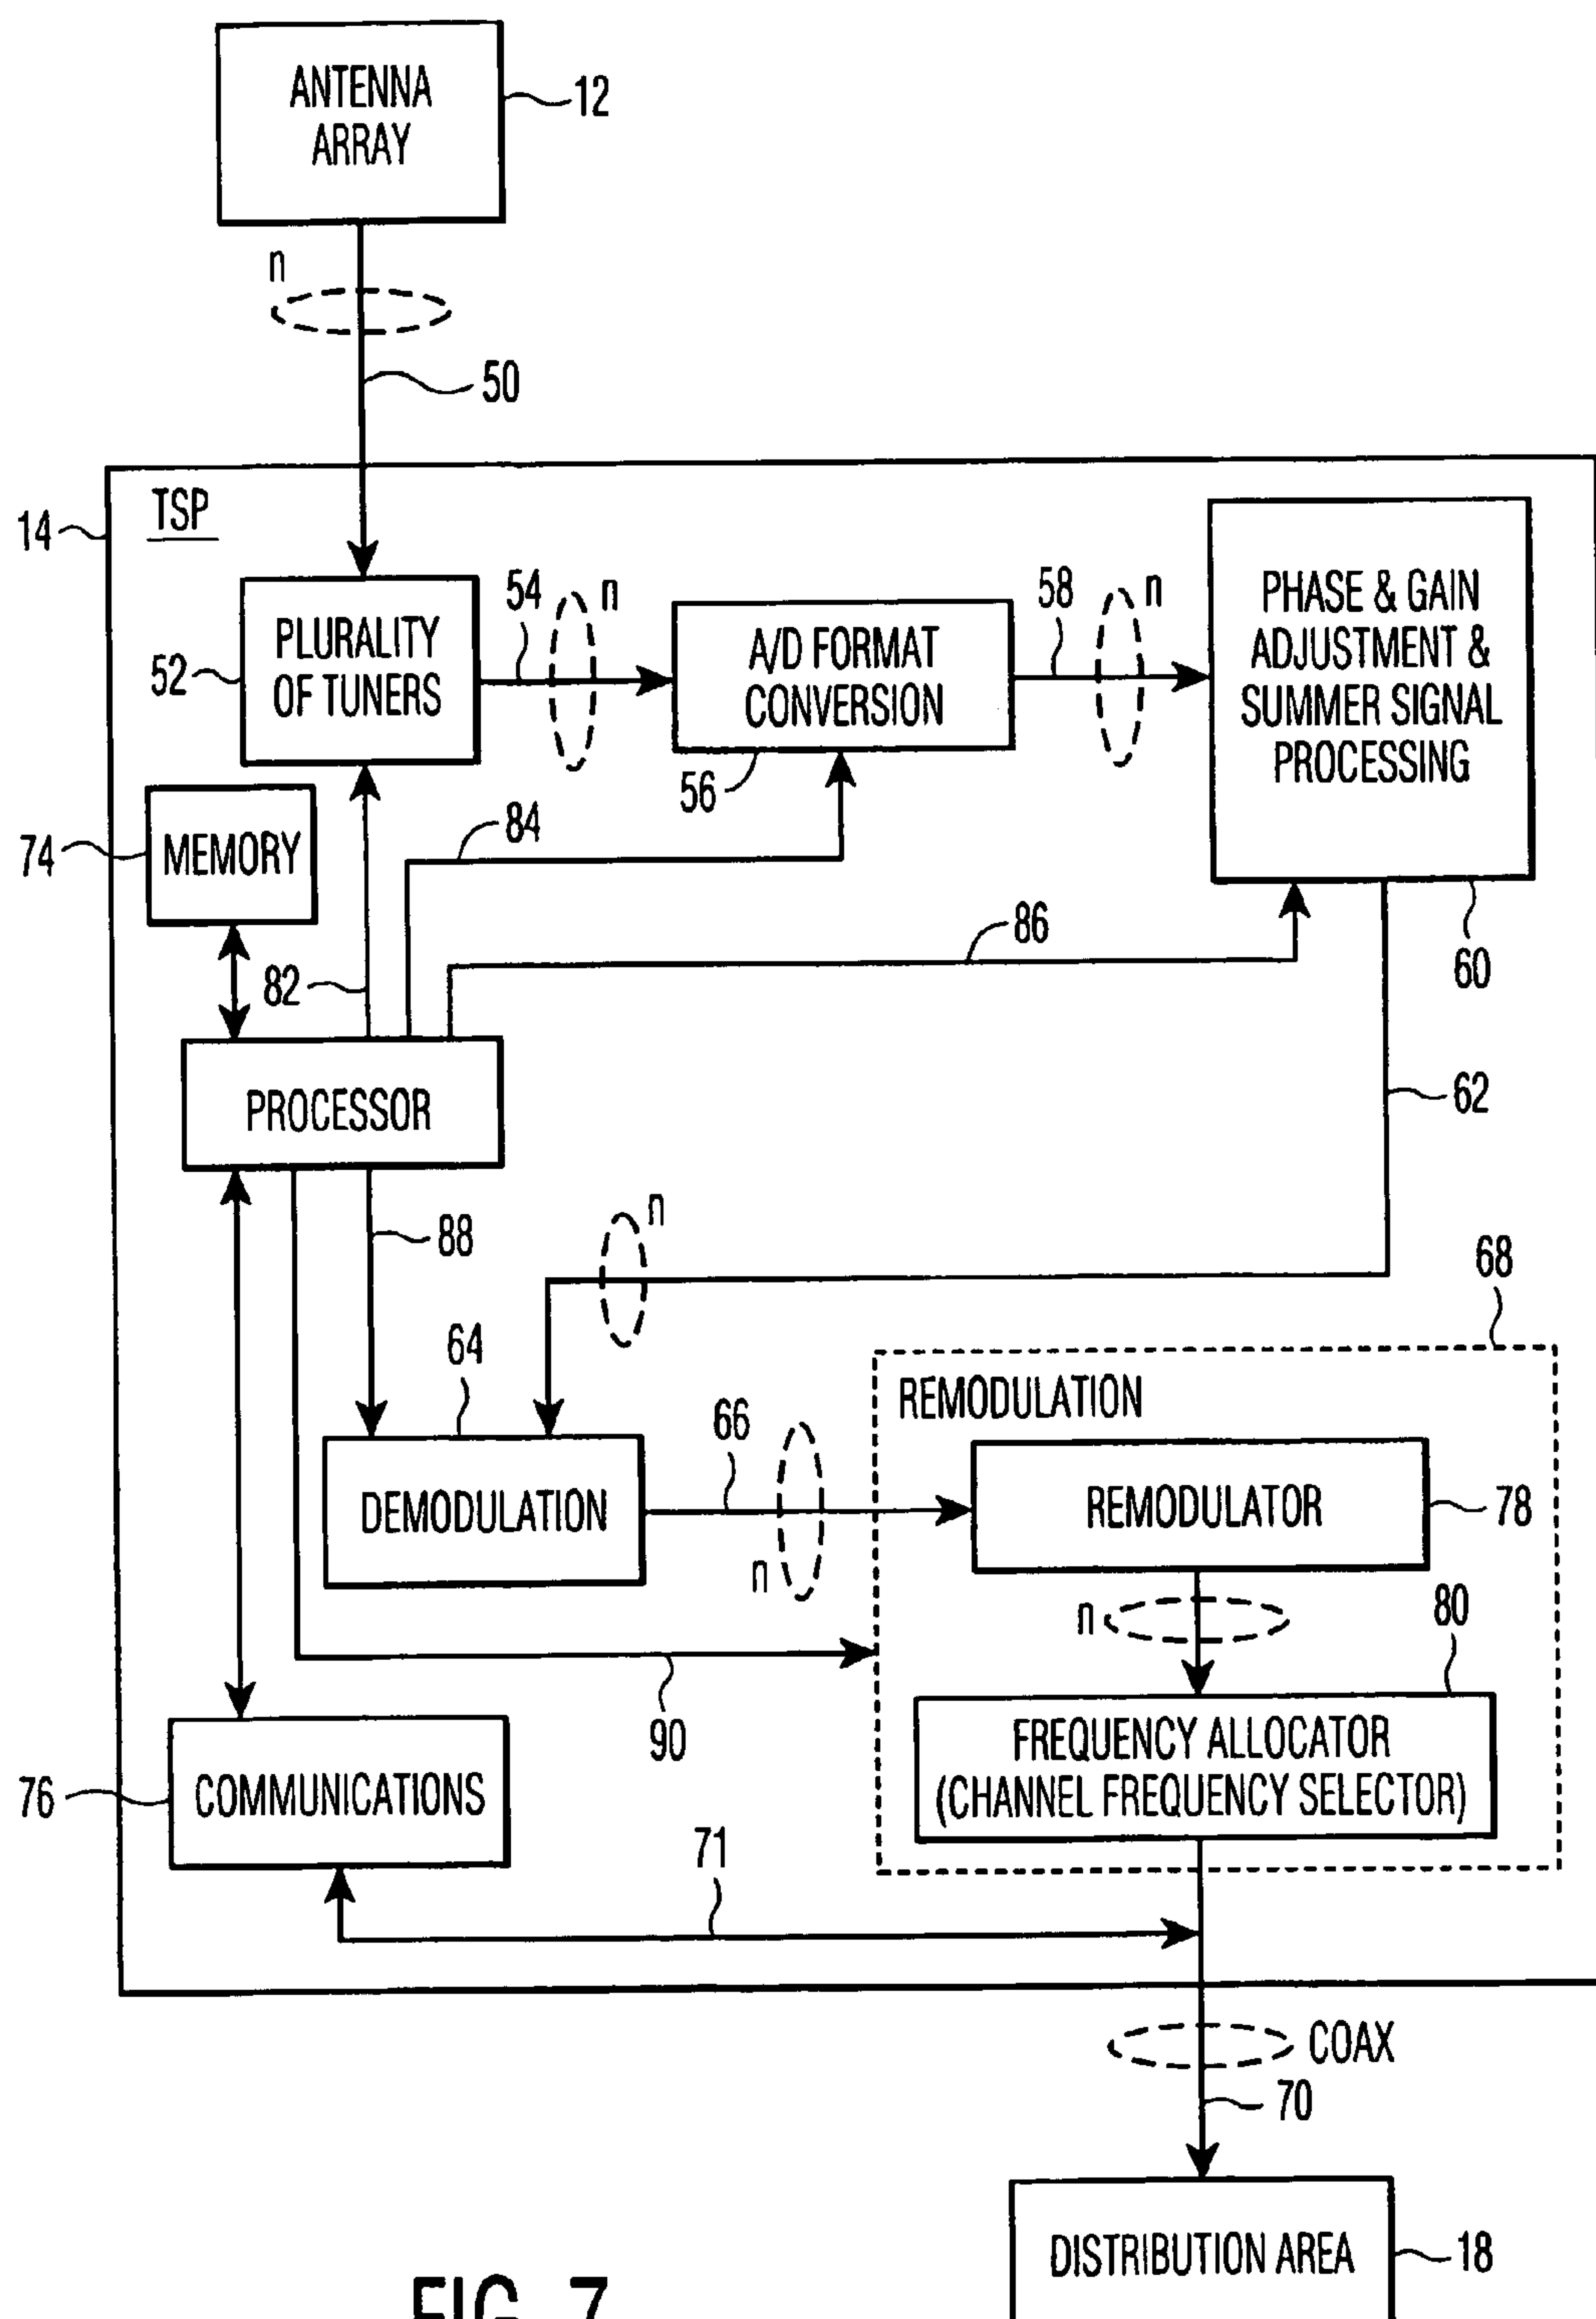 ANTENNA
ARRAY
12
n
50
14
TSP
PLURALITY
OF TUNERS
52
54
n
A/D FORMAT
CONVERSION
56
58
n
PHASE & GAIN
ADJUSTMENT &
SUMMER SIGNAL
PROCESSING
60
74
MEMORY
84
86
82
PROCESSOR
62
88
n
68
64
DEMODULATION
66
n
REMODULATION
REMODULATOR
78
n
80
FREQUENCY ALLOCATOR
(CHANNEL FREQUENCY SELECTOR)
90
76
COMMUNICATIONS
71
COAX
70
DISTRIBUTION AREA
18
FIG. 7